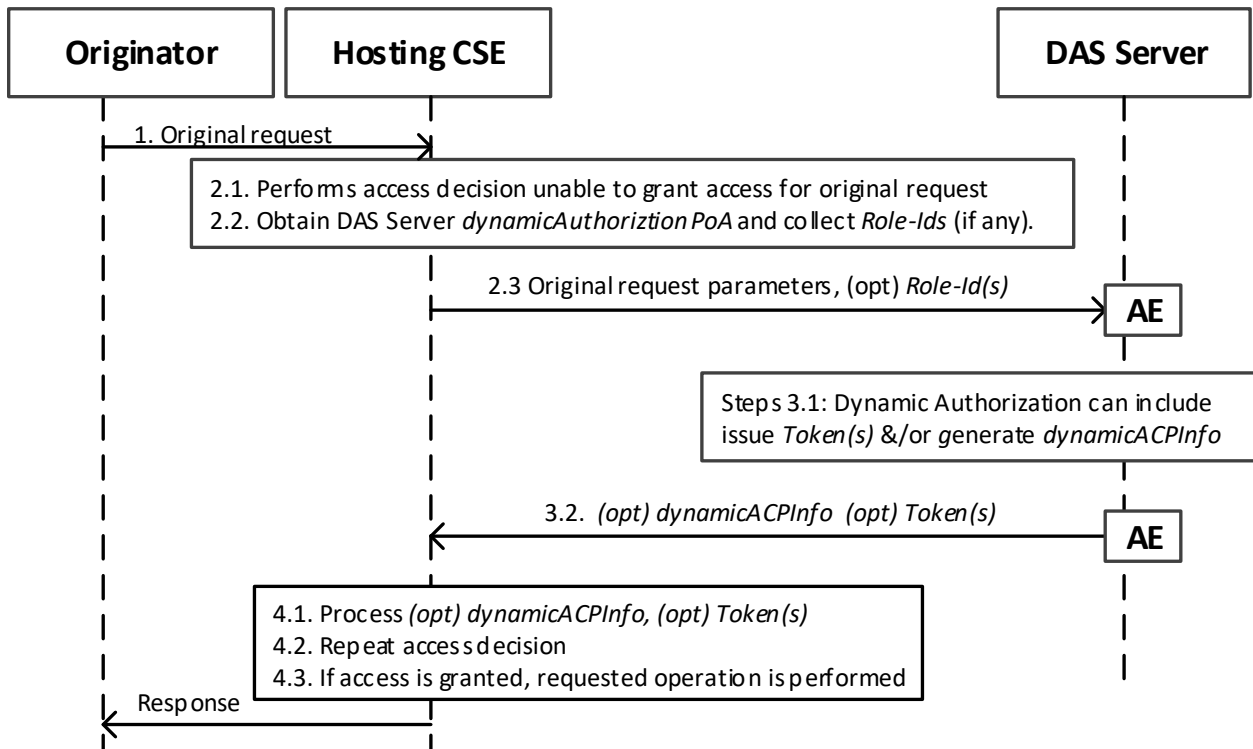 Originator
Hosting CSE
DAS Server
1. Original request
2.1. Performs access decision unable to grant access for original request
2.2. Obtain DAS Server dynamicAuthoriztionPoA and collect Role-Ids (if any).
2.3 Original request parameters, (opt) Role-Id(s)
AE
Steps 3.1: Dynamic Authorization can include
issue Token(s) &/or generate dynamicACPInfo
3.2. (opt) dynamicACPInfo (opt) Token(s)
AE
4.1. Process (opt) dynamicACPInfo, (opt) Token(s)
4.2. Repeat access decision
4.3. If access is granted, requested operation is performed
Response